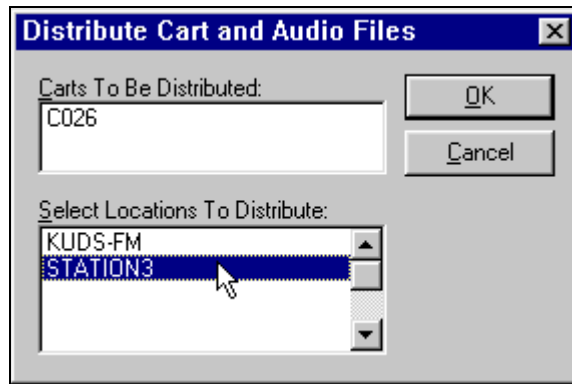 Distribute Cart and Audio Files
Carts To Be Distributed:
OK
C026
Cancel
Select Locations To Distribute:
KUDS-FM
STATION3